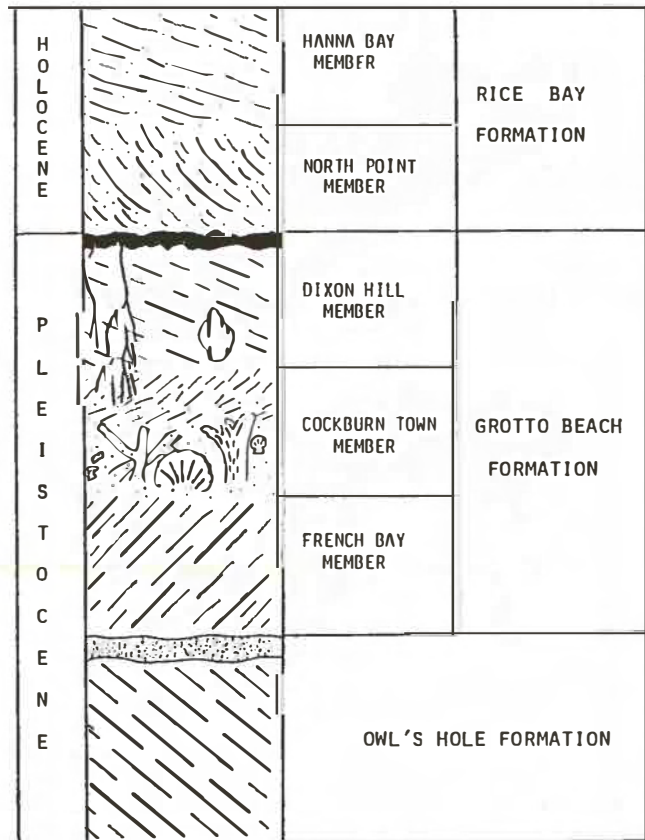 HOLOCENE
PLEISTOCENE
HANNA BAY
MEMBER
NORTH POINT
MEMBER
DIXON HILL
MEMBER
COCKBURN TOWN
MEMBER
FRENCH BAY
MEMBER
RICE BAY
FORMATION
GROTTO BEACH
FORMATION
OWL'S HOLE FORMATION